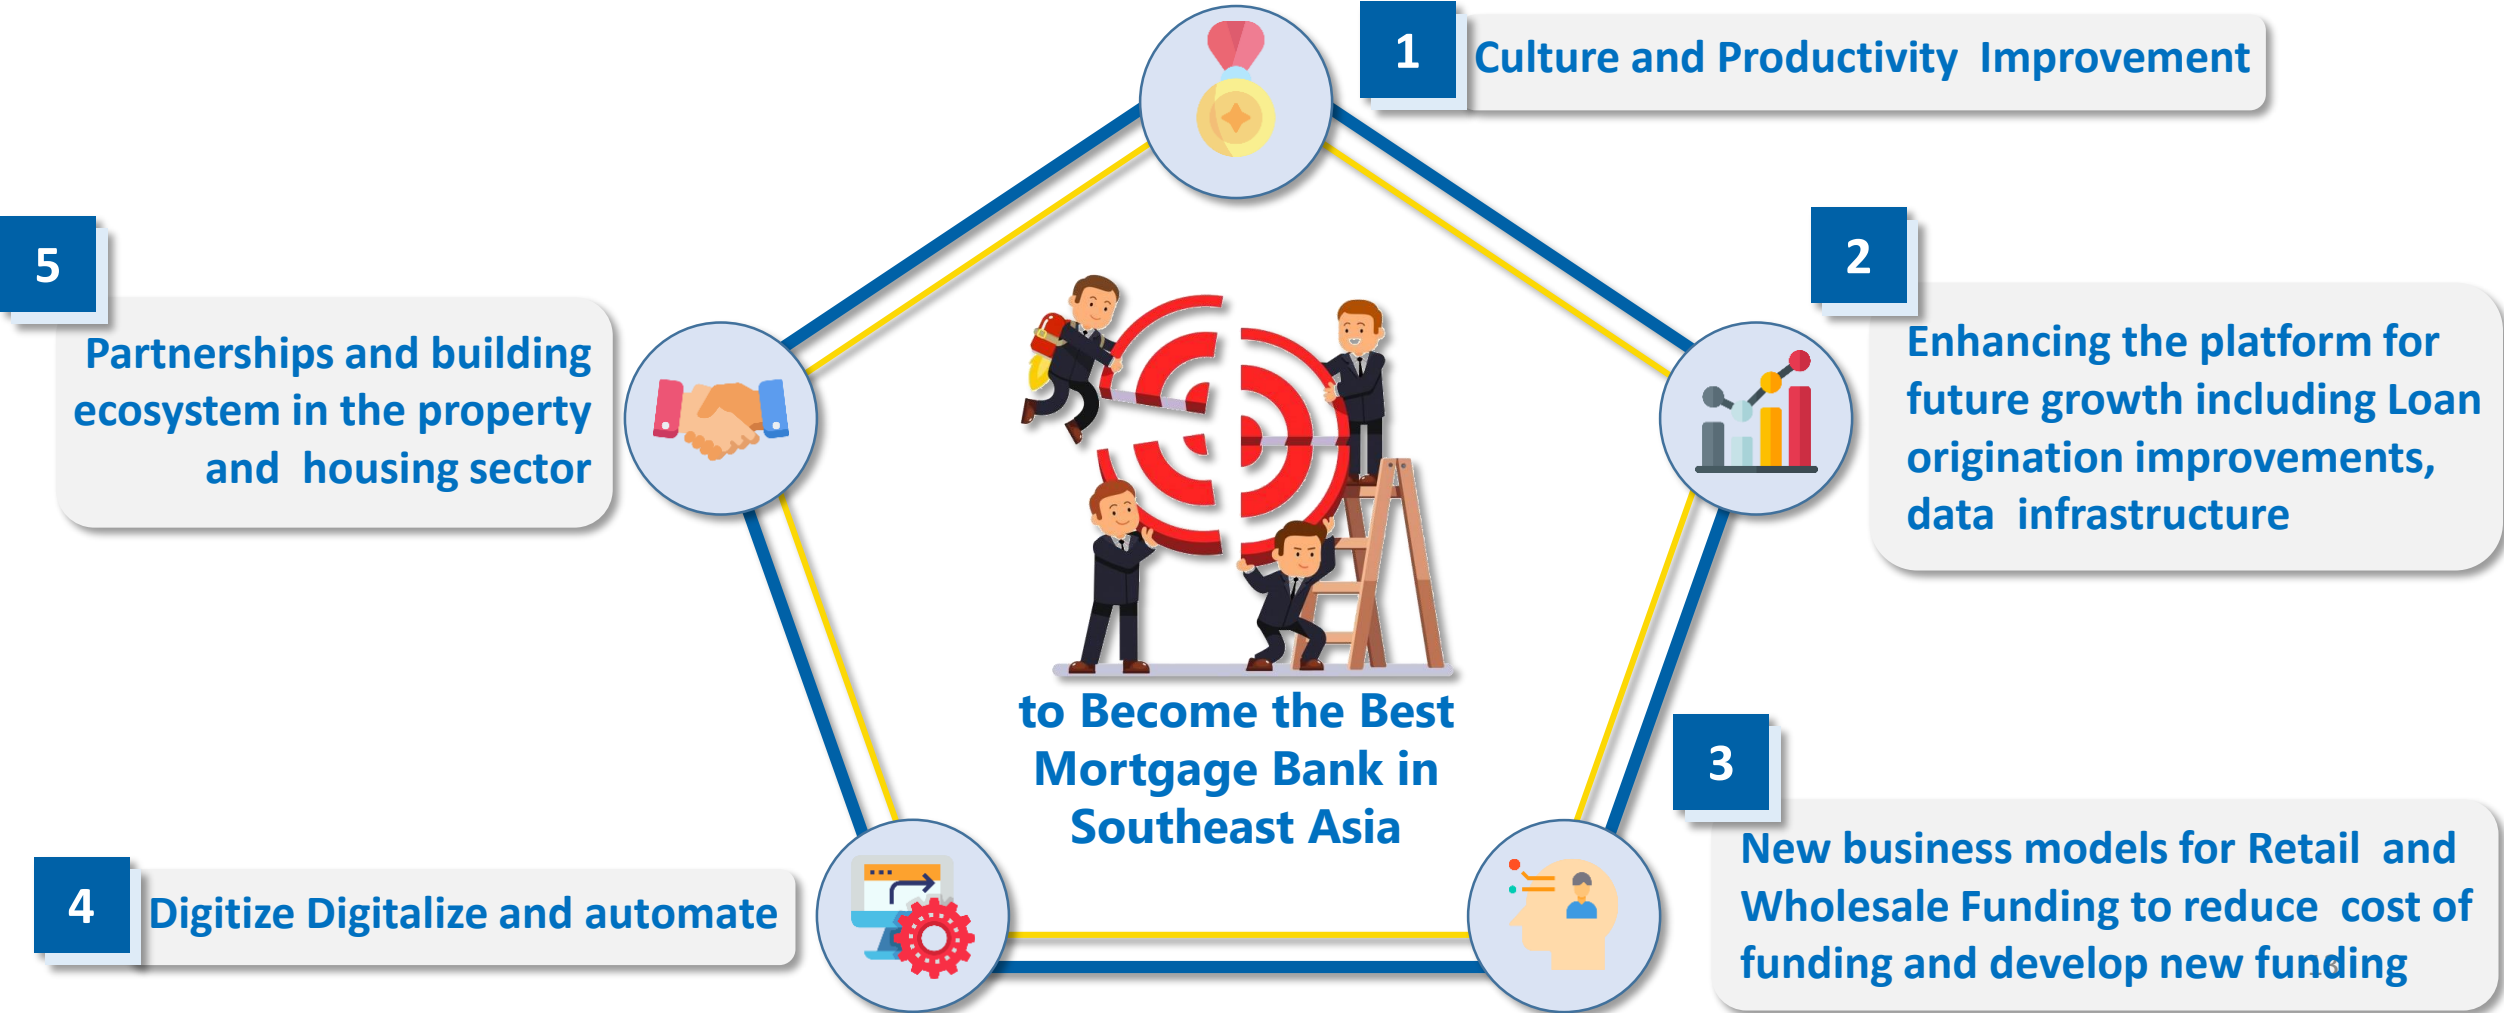 1
Culture and Productivity Improvement
2
Enhancing the platform for
future growth including Loan
origination improvements,
data infrastructure
3
New business models for Retail and
Wholesale Funding to reduce cost of
funding and develop new funding
4
Digitize Digitalize and automate
5
Partnerships and building
ecosystem in the property
and housing sector
to Become the Best
Mortgage Bank in
Southeast Asia